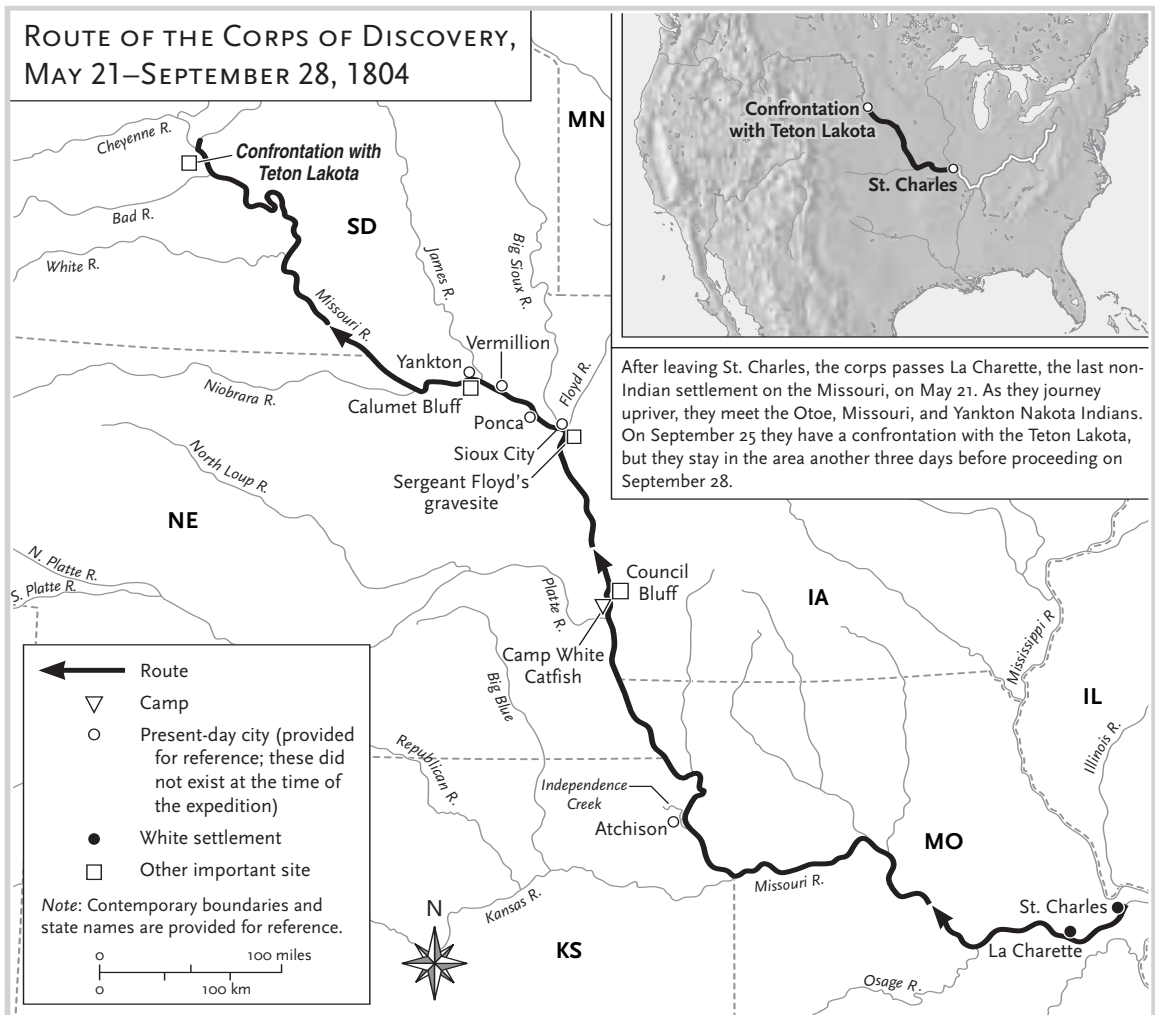 Route of the Corps of Discovery,
May 21–September 28, 1804
MN
Cheyenne R.
Confrontation with
Teton Lakota
Bad R.
SD
White R.
James R.
Big Sioux R.
Missouri R.
Vermillion
Yankton
Niobrara R.
Calumet Bluff
Floyd R.
Ponca
Sioux City
Sergeant Floyd's
gravesite
North Loup R.
NE
N. Platte R.
S. Platte R.
Platte R.
Council
Bluff
IA
Camp White
Catfish
Mississippi R
IL
Big Blue
Republican R.
Illinois R.
Independence
Creek
Atchison
MO
Missouri R.
Kansas R.
KS
St. Charles
La Charette
Osage R.
Confrontation
with Teton Lakota
St. Charles
After leaving St. Charles, the corps passes La Charette, the last non-
Indian settlement on the Missouri, on May 21. As they journey
upriver, they meet the Otoe, Missouri, and Yankton Nakota Indians.
On September 25 they have a confrontation with the Teton Lakota,
but they stay in the area another three days before proceeding on
September 28.
Route
Camp
Present-day city (provided
for reference; these did
not exist at the time of
the expedition)
White settlement
Other important site
Note: Contemporary boundaries and
state names are provided for reference.
0 100 miles
0 100 km
N